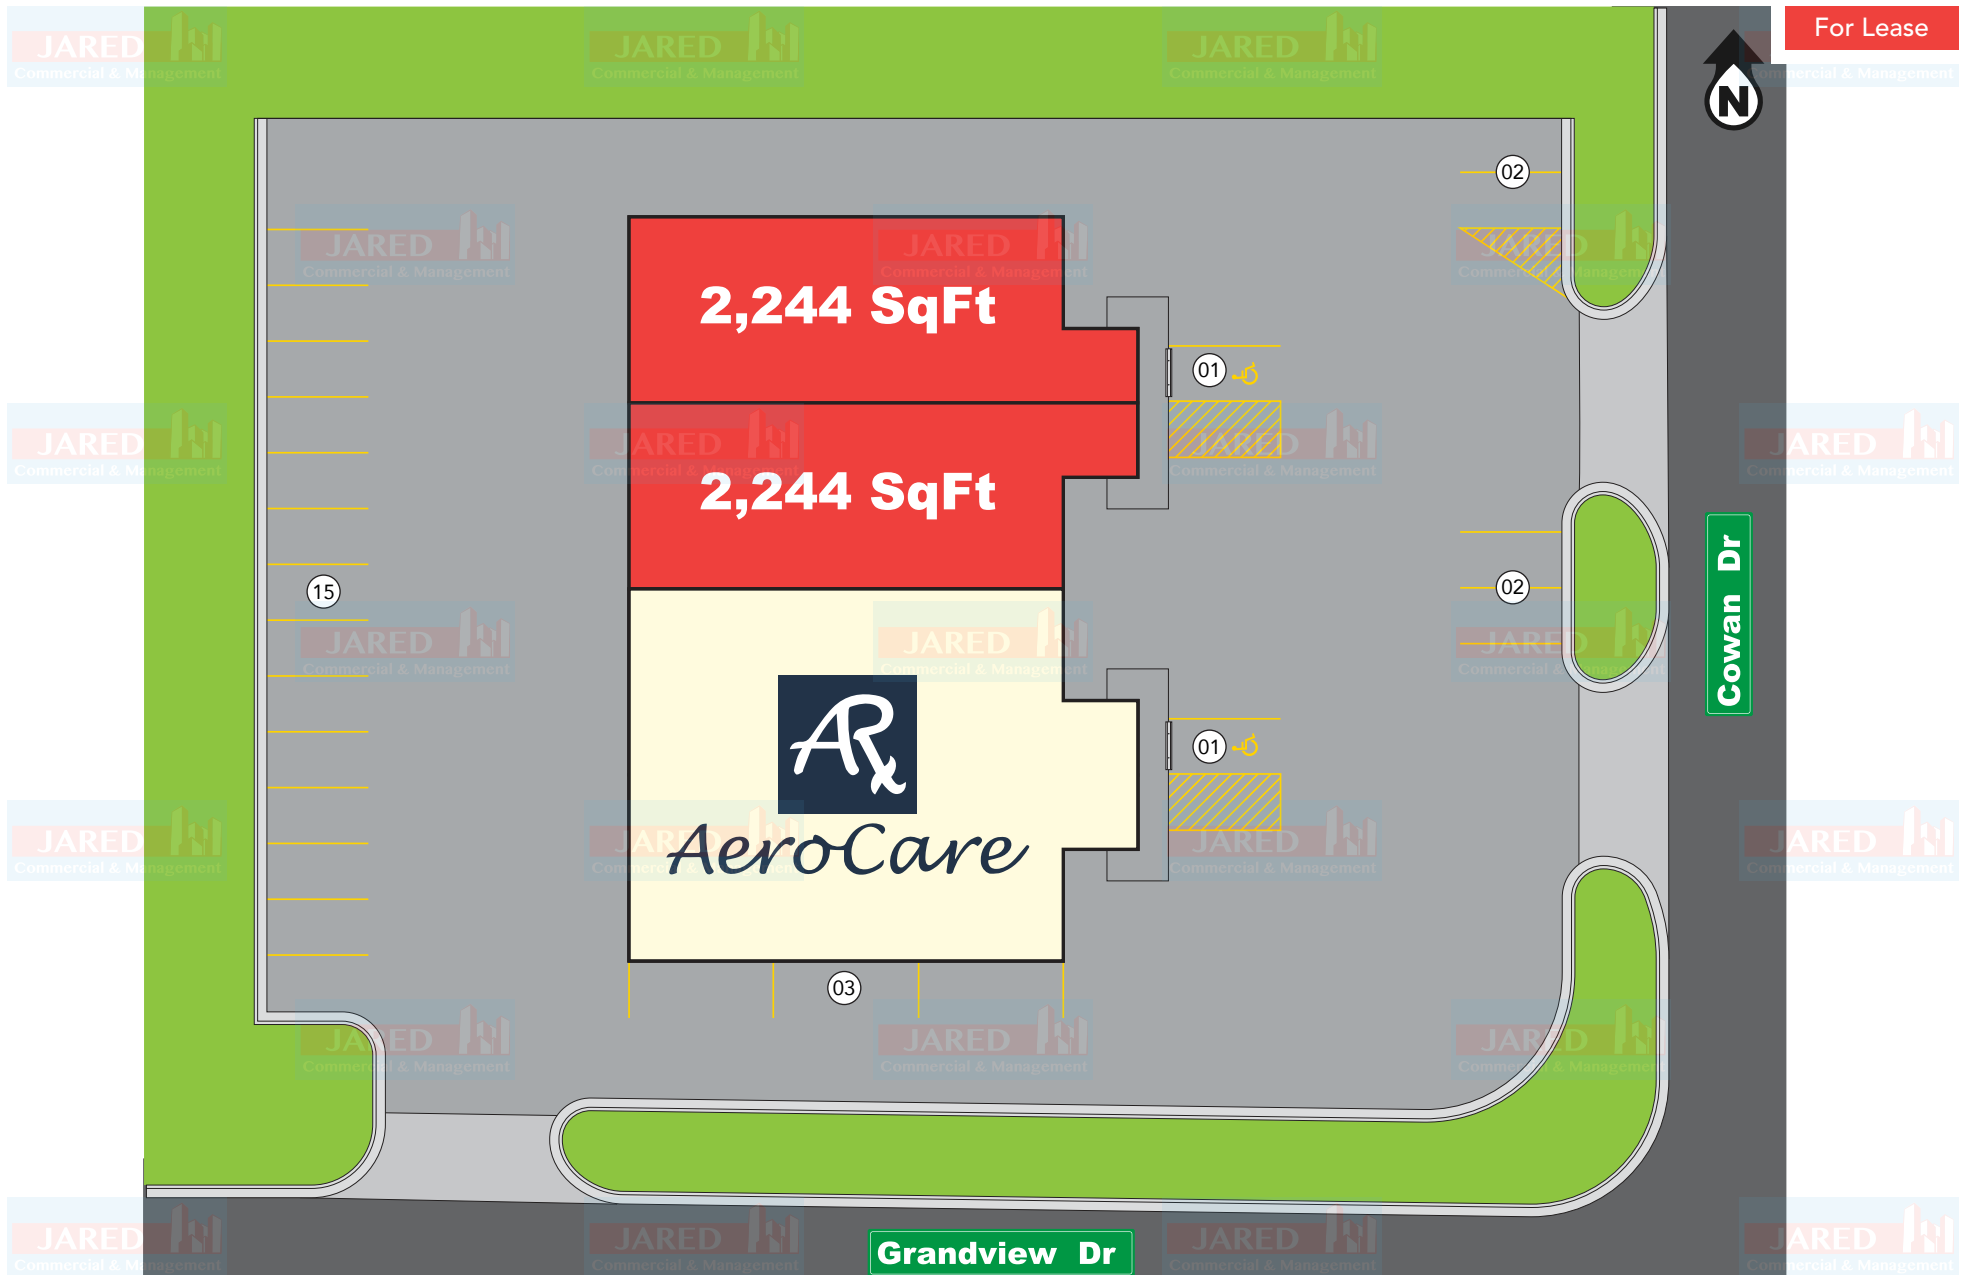 For Lease
N
02
2,244 SqFt
01
2,244 SqFt
15
02
Cowan Dr
ARx
01
AeroCare
03
Grandview Dr
JARED
Commercial & Management